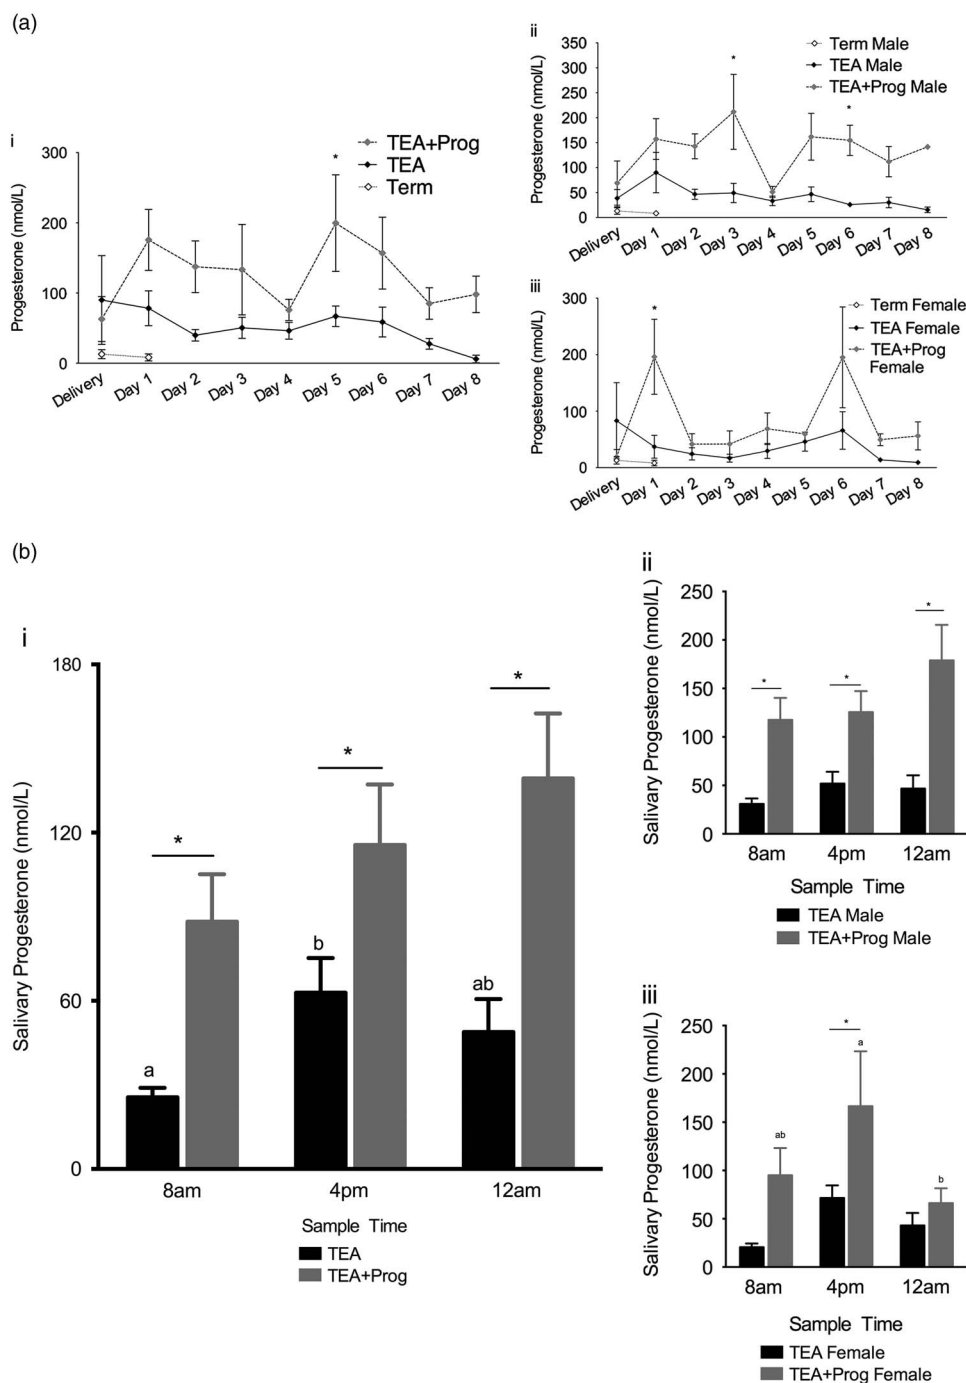 (a)
i
Progesterone (nmol/L)
300
200
100
0
*
TEA+Prog
TEA
Term
Delivery
Day 1
Day 2
Day 3
Day 4
Day 5
Day 6
Day 7
Day 8
ii
Progesterone (nmol/L)
350
300
250
200
150
100
50
0
*
*
Term Male
TEA Male
TEA+Prog Male
Delivery
Day 1
Day 2
Day 3
Day 4
Day 5
Day 6
Day 7
Day 8
iii
Progesterone (nmol/L)
300
200
100
0
*
Term Female
TEA Female
TEA+Prog
Female
Delivery
Day 1
Day 2
Day 3
Day 4
Day 5
Day 6
Day 7
Day 8
(b)
i
Salivary Progesterone (nmol/L)
180
120
60
0
*
*
*
a
b
ab
8am
4pm
12am
Sample Time
TEA
TEA+Prog
ii
Salivary Progesterone (nmol/L)
250
200
150
100
50
0
*
*
*
8am
4pm
12am
Sample Time
TEA Male
TEA+Prog Male
iii
Salivary Progesterone (nmol/L)
250
200
150
100
50
0
*
ab
a
b
8am
4pm
12am
Sample Time
TEA Female
TEA+Prog Female